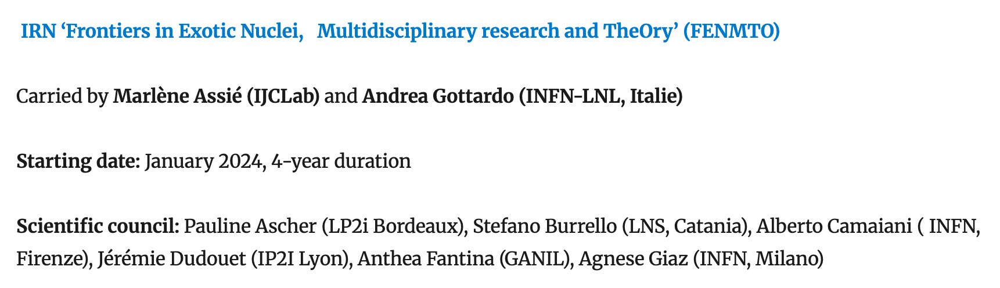 IRN ‘Frontiers in Exotic Nuclei,   Multidisciplinary research and TheOry’ (FENMTO)
Carried by Marlène Assié (IJCLab) and Andrea Gottardo (INFN-LNL, Italie)
Starting date: January 2024, 4-year duration
Scientific council: Pauline Ascher (LP2i Bordeaux), Stefano Burrello (LNS, Catania), Alberto Camaiani ( INFN,
Firenze), Jérémie Dudouet (IP2I Lyon), Anthea Fantina (GANIL), Agnese Giaz (INFN, Milano)